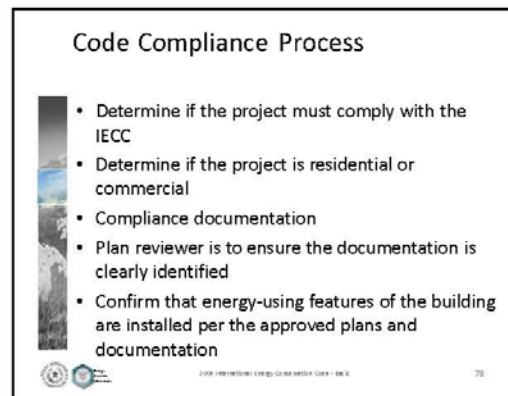 Code Compliance Process
• Determine if the project must comply with the
IECC
• Determine if the project is residential or
commercial
• Compliance documentation
• Plan reviewer is to ensure the documentation is
clearly identified
• Confirm that energy-using features of the building
are installed per the approved plans and
documentation
2009 International Energy Conservation Code -
78